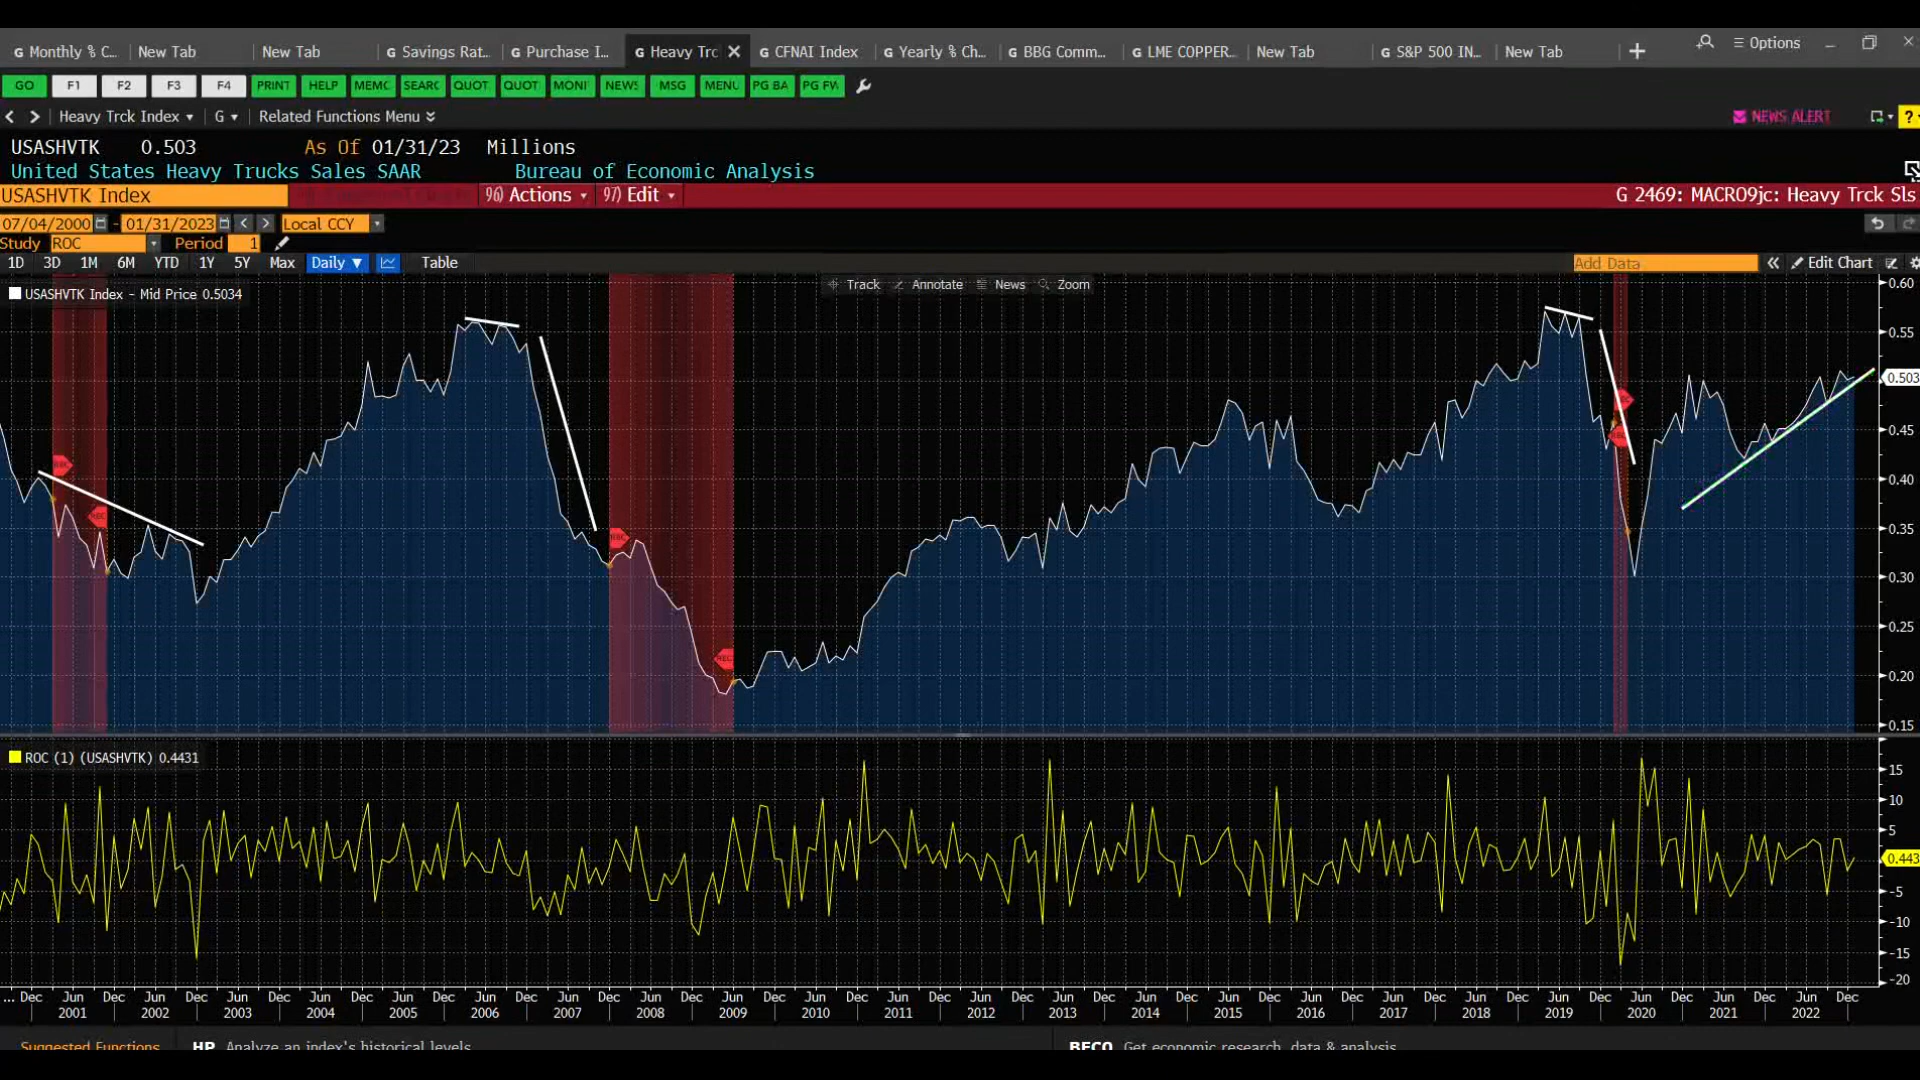 G Monthly % C... New Tab New Tab G Savings Rat... G Purchase I... G Heavy Trc G CFNAI Index G Yearly % Ch... G BBG Comm... G LME COPPER... New Tab G S&P 500 IN... New Tab Options
GO F1 F2 F3 F4 PRINT HELP MEMC SEARC QUOT QUOT MONI NEWS MSG MENU PG BA PG FW
Heavy Trck Index G Related Functions Menu NEWS ALERT ?
USASHVTK 0.503 As Of 01/31/23 Millions
United States Heavy Trucks Sales SAAR Bureau of Economic Analysis
USASHVTK Index 96) Actions 97) Edit G 2469: MACRO9jc: Heavy Trck Sls
07/04/2000 - 01/31/2023 Local CCY
Study ROC Period 1
1D 3D 1M 6M YTD 1Y 5Y Max Daily Table Add Data Edit Chart
Track Annotate News Zoom
USASHVTK Index - Mid Price 0.5034
0.60
0.55
0.503
0.45
0.40
0.35
0.30
0.25
0.20
0.15
REC
REC
REC
REC
ROC (1) (USASHVTK) 0.4431
15
10
5
0.443
-5
-10
-15
-20
... Dec Jun Dec Jun Dec Jun Dec Jun Dec Jun Dec Jun Dec Jun Dec Jun Dec Jun Dec Jun Dec Jun Dec Jun Dec Jun Dec Jun Dec Jun Dec Jun Dec Jun Dec Jun Dec Jun Dec Jun Dec Jun Dec Jun Dec
2001 2002 2003 2004 2005 2006 2007 2008 2009 2010 2011 2012 2013 2014 2015 2016 2017 2018 2019 2020 2021 2022
Suggested Functions HP Analyze an index's historical levels BECO Get economic research, data & analysis